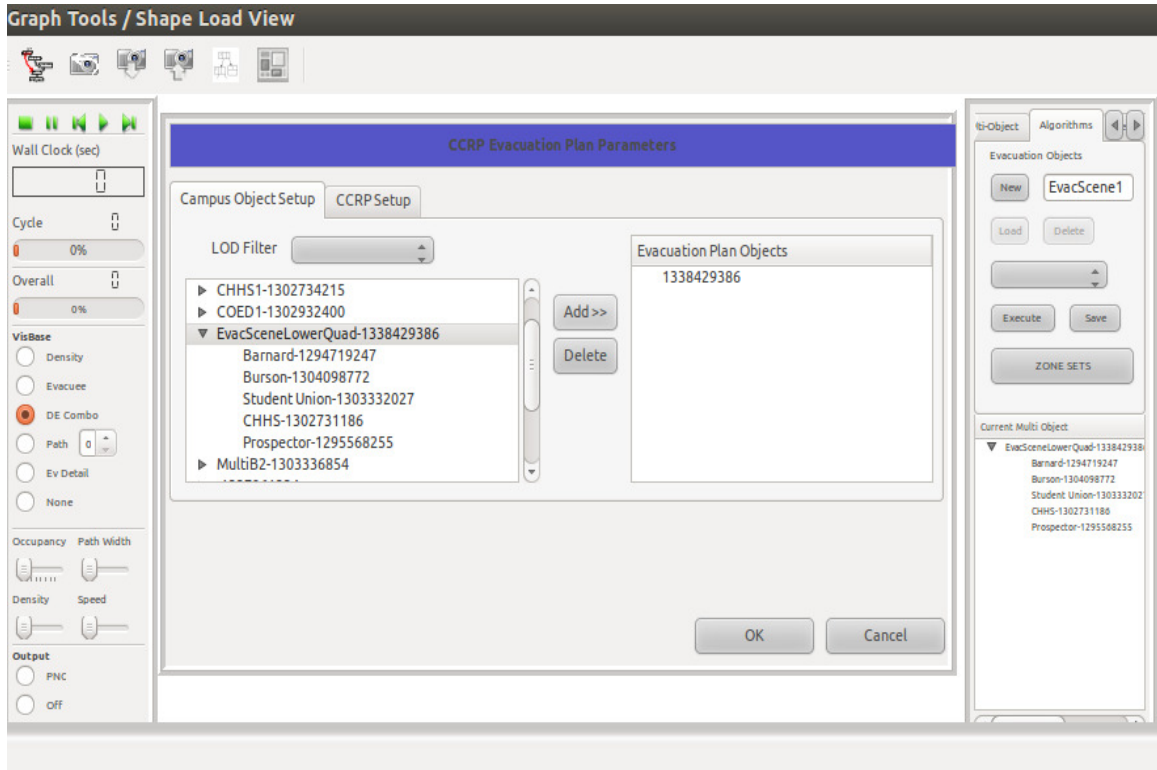 Graph Tools / Shape Load View
Wall Clock (sec)
0
Cycle 0
0%
Overall 0
0%
VisBase
Density
Evacuee
DE Combo
Path 0
Ev Detail
None
Occupancy Path Width
Density Speed
Output
PNC
Off
CCRP Evacuation Plan Parameters
Campus Object Setup CCRP Setup
LOD Filter
CHHS1-1302734215
COED1-1302932400
EvacSceneLowerQuad-1338429386
Barnard-1294719247
Burson-1304098772
Student Union-1303332027
CHHS-1302731186
Prospector-1295568255
MultiB2-1303336854
Add >>
Delete
Evacuation Plan Objects
1338429386
OK Cancel
ti-Object Algorithms
Evacuation Objects
New EvacScene1
Load Delete
Execute Save
ZONE SETS
Current Multi Object
EvacSceneLowerQuad-133842938
Barnard-1294719247
Burson-1304098772
Student Union-130333202
CHHS-1302731186
Prospector-1295568255